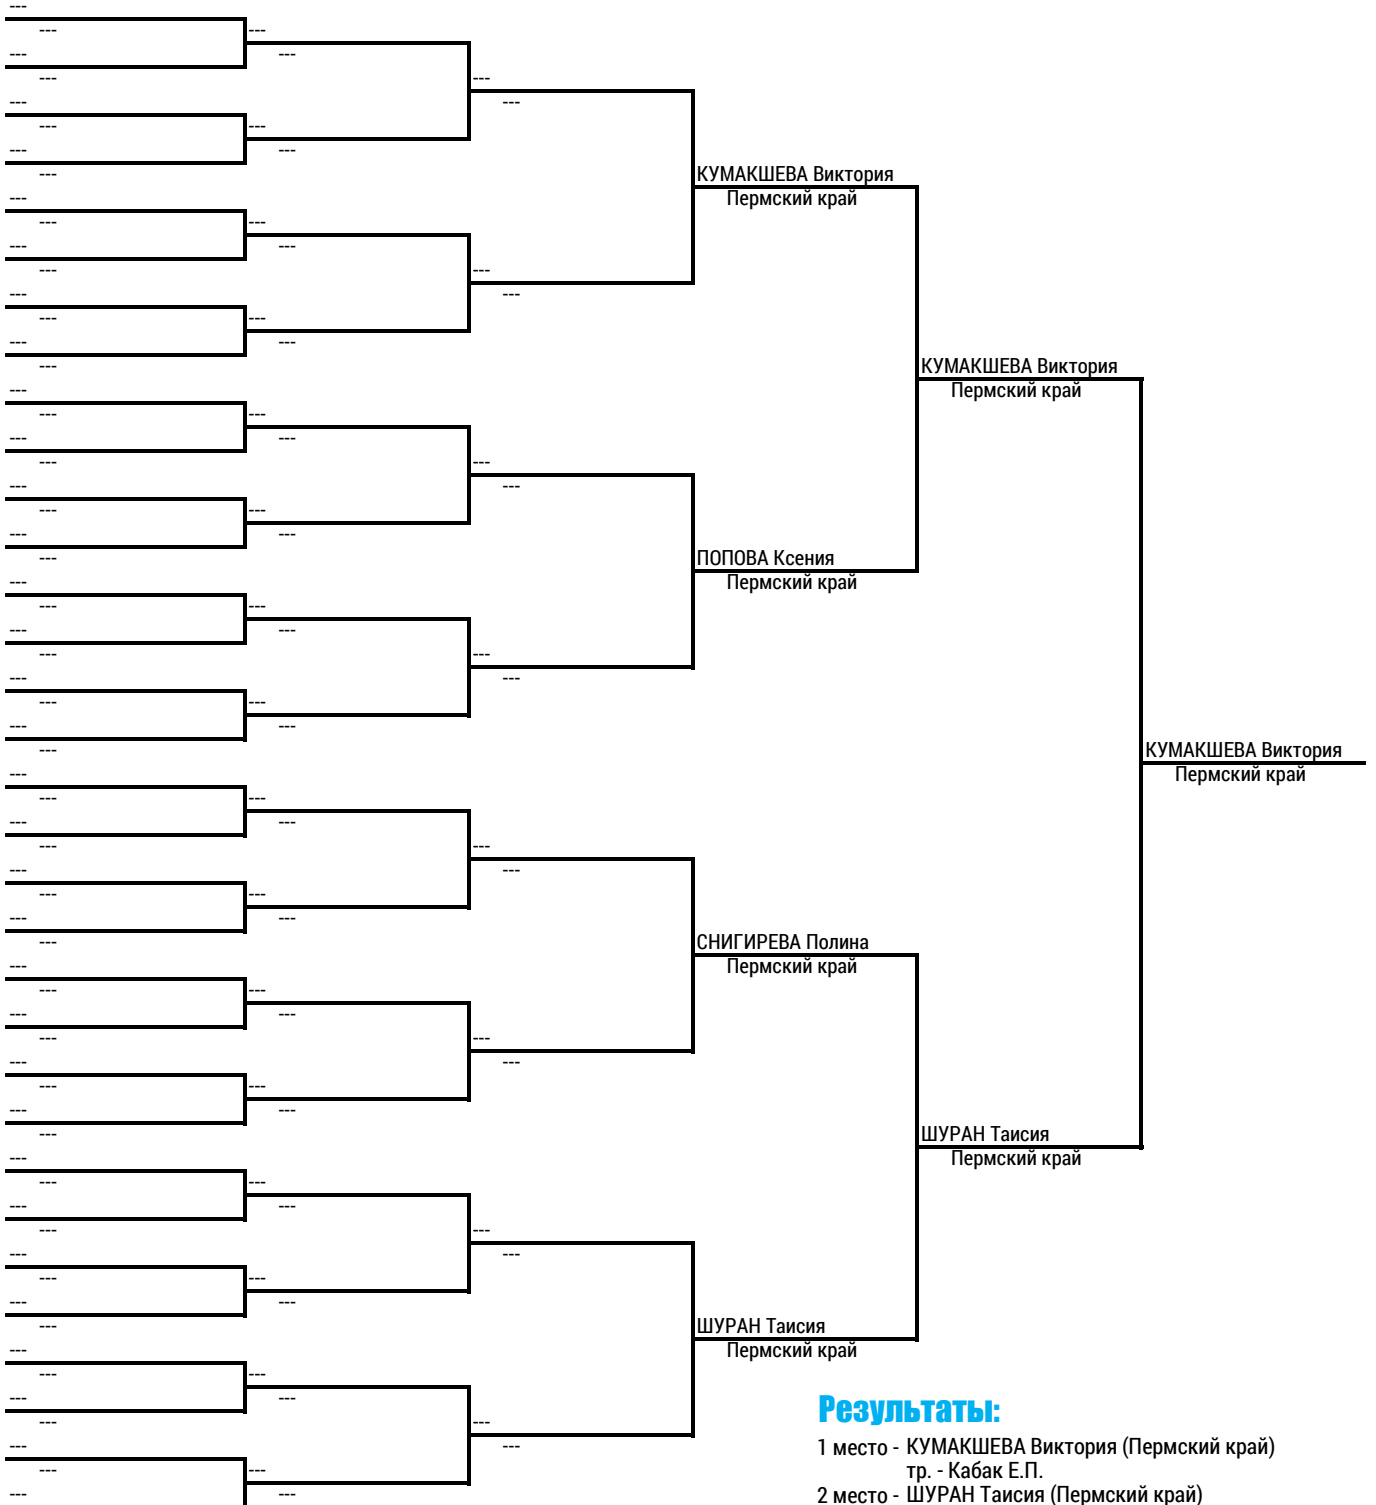 КУМАКШЕВА Виктория
Пермский край
КУМАКШЕВА Виктория
Пермский край
ПОПОВА Ксения
Пермский край
КУМАКШЕВА Виктория
Пермский край
СНИГИРЕВА Полина
Пермский край
ШУРАН Таисия
Пермский край
ШУРАН Таисия
Пермский край
Результаты:
1 место - КУМАКШЕВА Виктория (Пермский край)
тр. - Кабак Е.П.
2 место - ШУРАН Таисия (Пермский край)